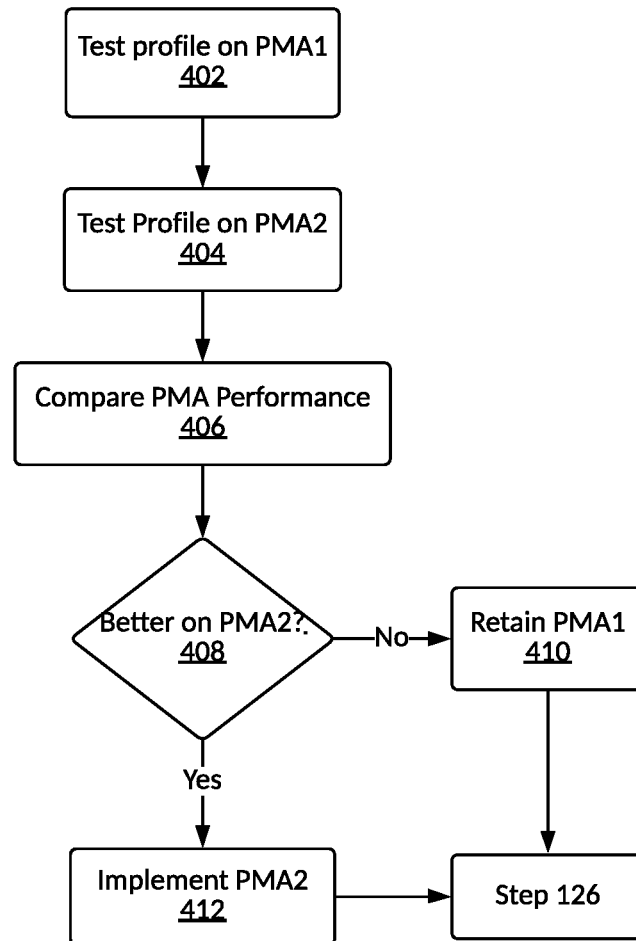 Test profile on PMA1
402
Test Profile on PMA2
404
Compare PMA Performance
406
Better on PMA2?.
408
No
Retain PMA1
410
Yes
Implement PMA2
412
Step 126